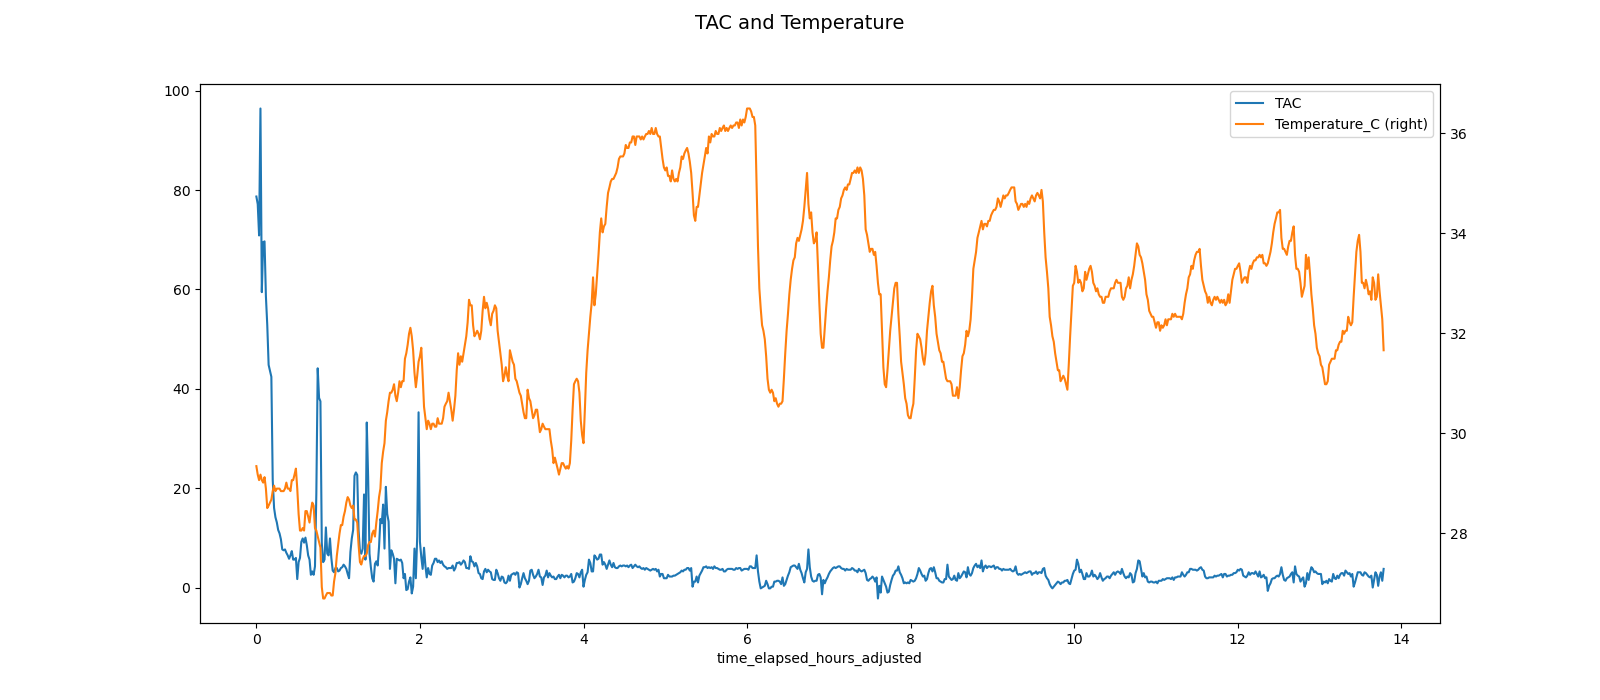 TAC and Temperature
TAC
Temperature_C (right)
100
80
60
40
20
0
36
34
32
30
28
0 2 4 6 8 10 12 14
time_elapsed_hours_adjusted